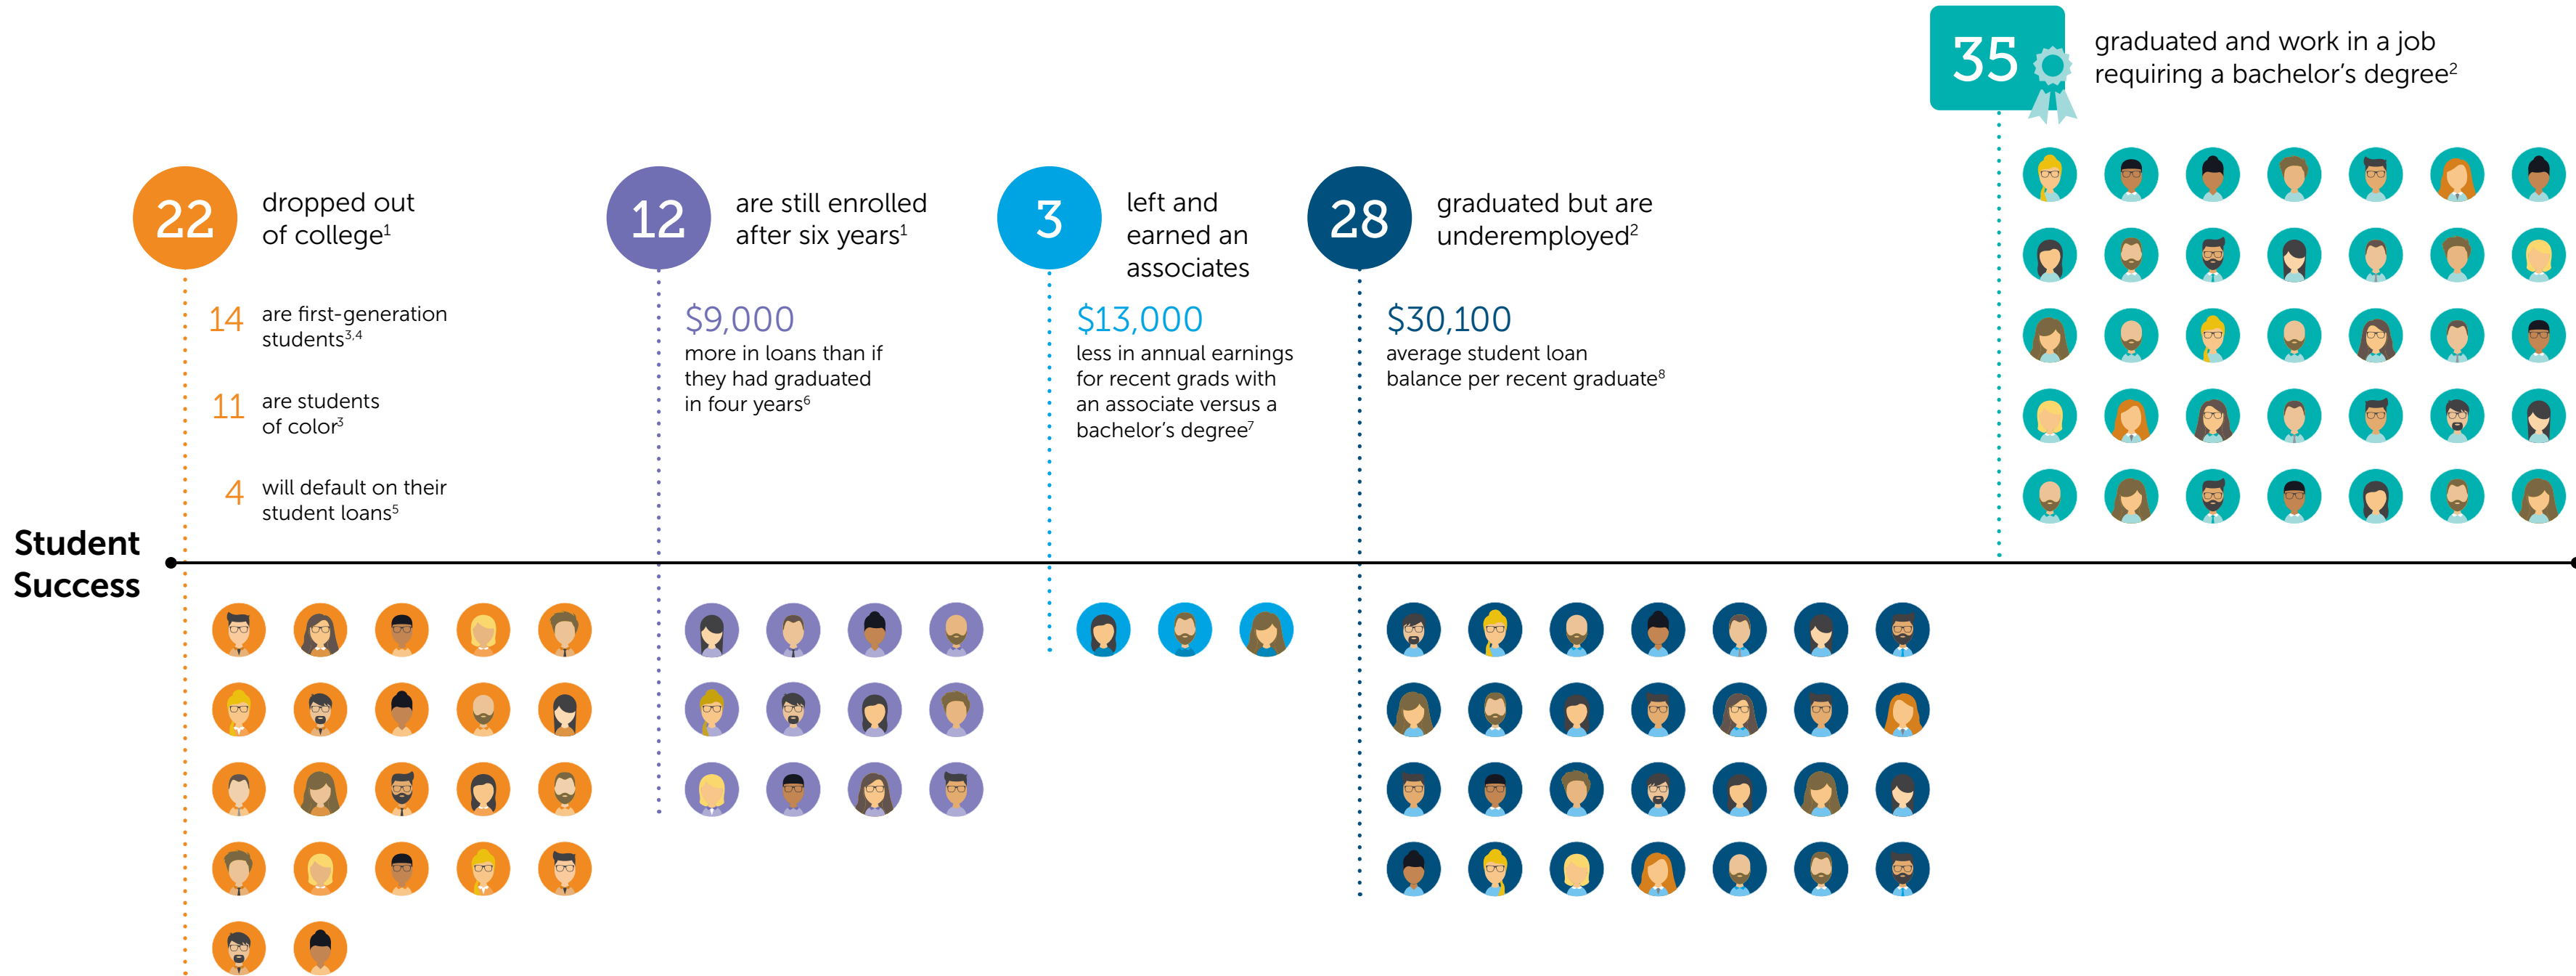 35
graduated and work in a job
requiring a bachelor’s degree2
22
dropped out
of college1
14
are first-generation
students3,4
11
are students
of color3
4
will default on their
student loans5
12
are still enrolled
after six years1
$9,000
more in loans than if
they had graduated
in four years6
3
left and
earned an
associates
$13,000
less in annual earnings
for recent grads with
an associate versus a
bachelor’s degree7
28
graduated but are
underemployed2
$30,100
average student loan
balance per recent graduate8
Student
Success